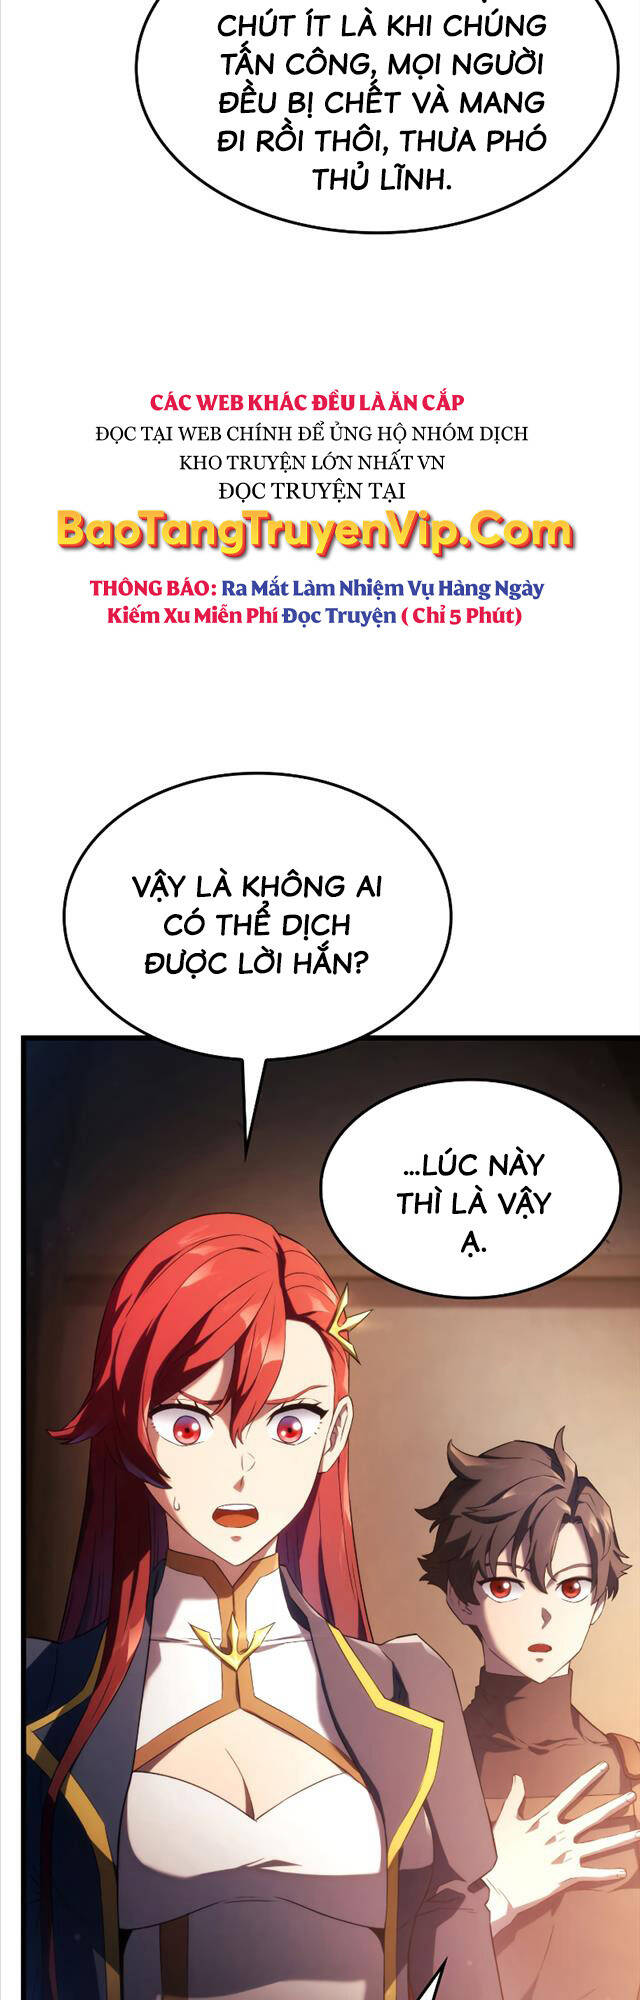 CHÚT ÍT LÀ KHI CHÚNG
TẤN CÔNG, MỌI NGƯỜI
ĐỀU BỊ CHẾT VÀ MANG
ĐI RỒI THÔI, THƯA PHÓ
THỦ LĨNH.
CÁC WEB KHÁC ĐỀU LÀ ĂN CẮP
ĐỌC TẠI WEB CHÍNH ĐỂ ỦNG HỘ NHÓM DỊCH
KHO TRUYỆN LỚN NHẤT VN
ĐỌC TRUYỆN TẠI
BaoTangTruyenVip.Com
THÔNG BÁO: Ra Mắt Làm Nhiệm Vụ Hàng Ngày
Kiếm Xu Miễn Phí Đọc Truyện ( Chỉ 5 Phút)
VẬY LÀ KHÔNG AI
CÓ THỂ DỊCH
ĐƯỢC LỜI HẮN?
...LÚC NÀY
THÌ LÀ VẬY
Ạ.